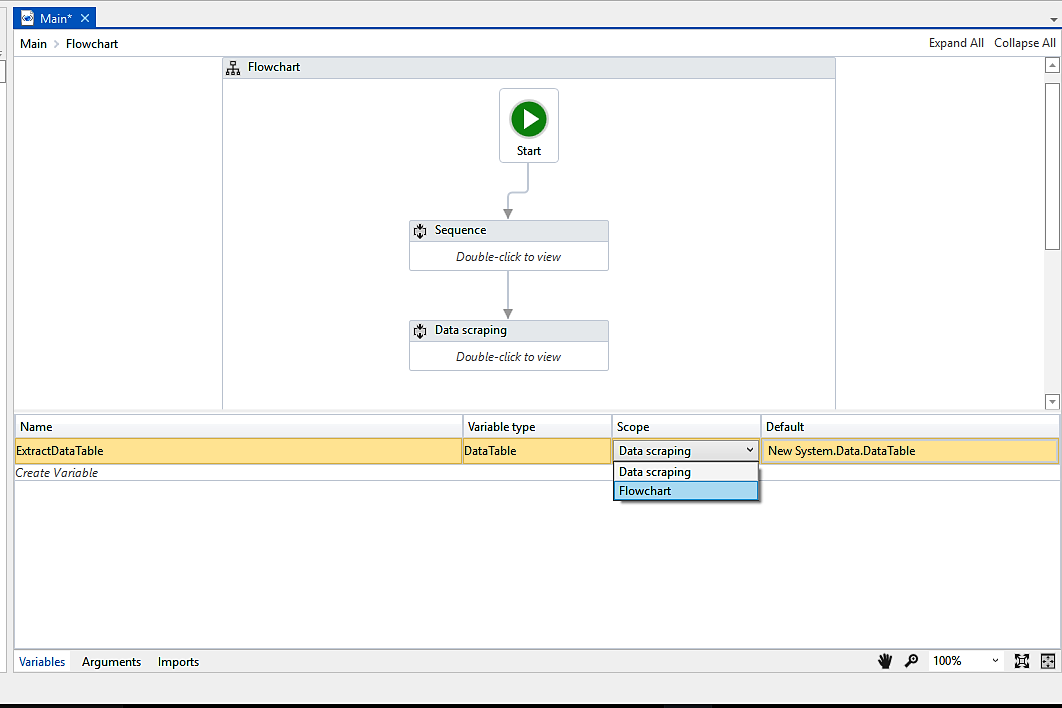 Main*
Main > Flowchart
Expand All Collapse All
Flowchart
Start
Sequence
Double-click to view
Data scraping
Double-click to view
Name Variable type Scope Default
ExtractDataTable DataTable Data scraping New System.Data.DataTable
Create Variable Data scraping
Flowchart
Variables Arguments Imports 100%